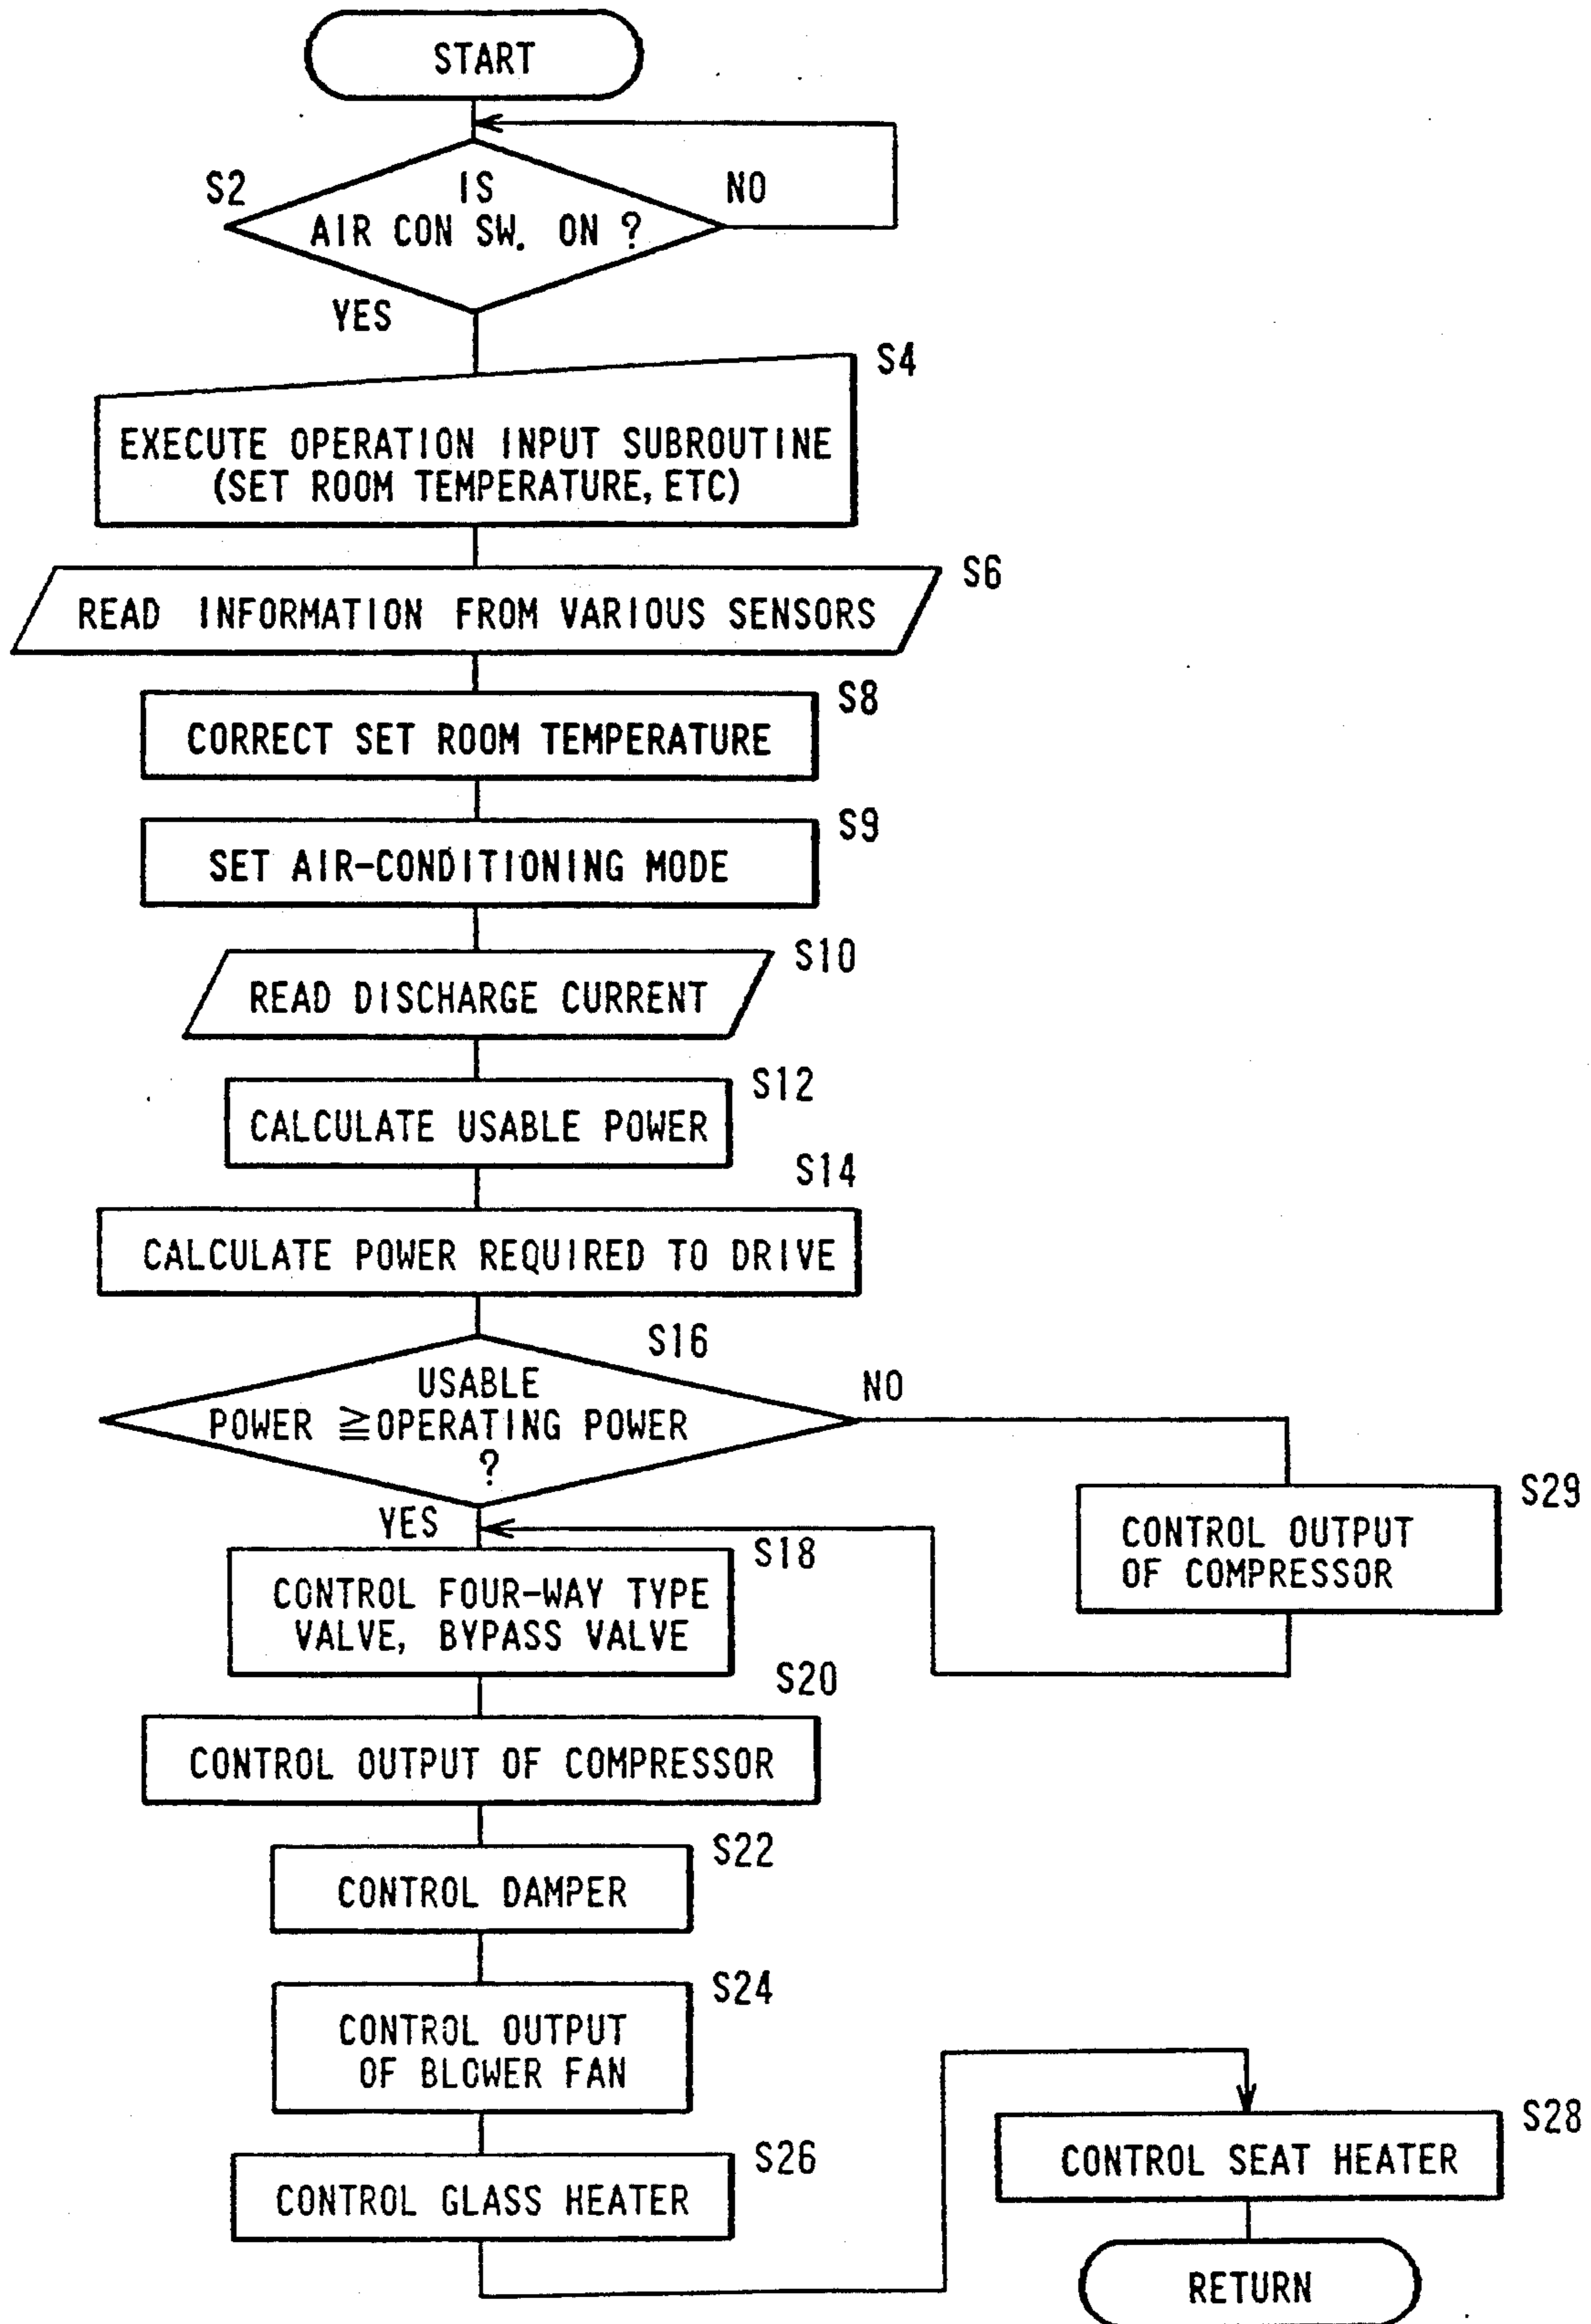 START
S2
IS
AIR CON SW. ON ?
NO
YES
S4
EXECUTE OPERATION INPUT SUBROUTINE
(SET ROOM TEMPERATURE, ETC)
S6
READ INFORMATION FROM VARIOUS SENSORS
S8
CORRECT SET ROOM TEMPERATURE
S9
SET AIR-CONDITIONING MODE
S10
READ DISCHARGE CURRENT
S12
CALCULATE USABLE POWER
S14
CALCULATE POWER REQUIRED TO DRIVE
S16
USABLE
POWER ≧OPERATING POWER
?
NO
YES
S29
CONTROL OUTPUT
OF COMPRESSOR
S18
CONTROL FOUR-WAY TYPE
VALVE, BYPASS VALVE
S20
CONTROL OUTPUT OF COMPRESSOR
S22
CONTROL DAMPER
S24
CONTROL OUTPUT
OF BLOWER FAN
S26
CONTROL GLASS HEATER
S28
CONTROL SEAT HEATER
RETURN